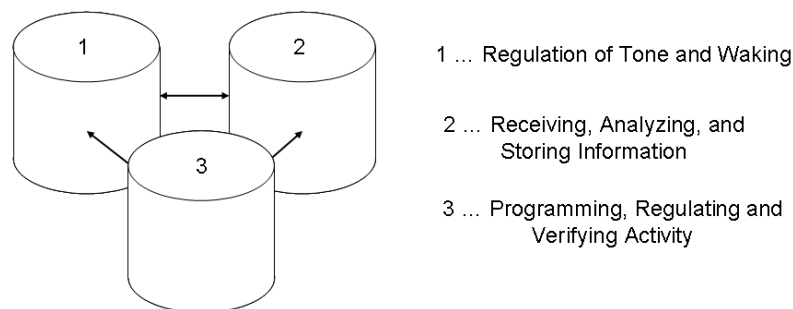 1
2
3
1 ... Regulation of Tone and Waking
2 ... Receiving, Analyzing, and
Storing Information
3 ... Programming, Regulating and
Verifying Activity